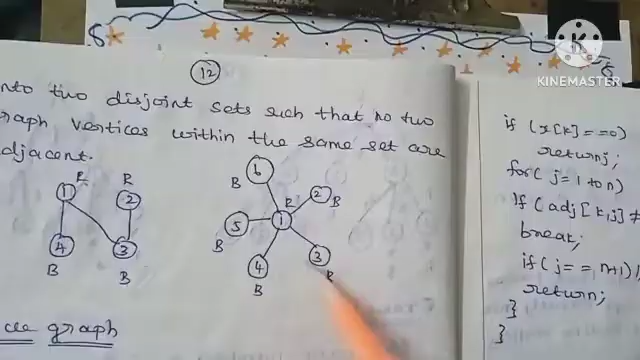 12
nto two disjoint sets such that no two
graph vertices within the same set are
djacent.
R
1
R
2
4
B
3
B
6
B
R
1
2
B
5
B
4
B
3
graph
if (x[k] == 0)
return;
for( j=1 to n)
if (adj[k,j] ≠
break;
if( j == n+1)
return;
}
}
KINEMASTER